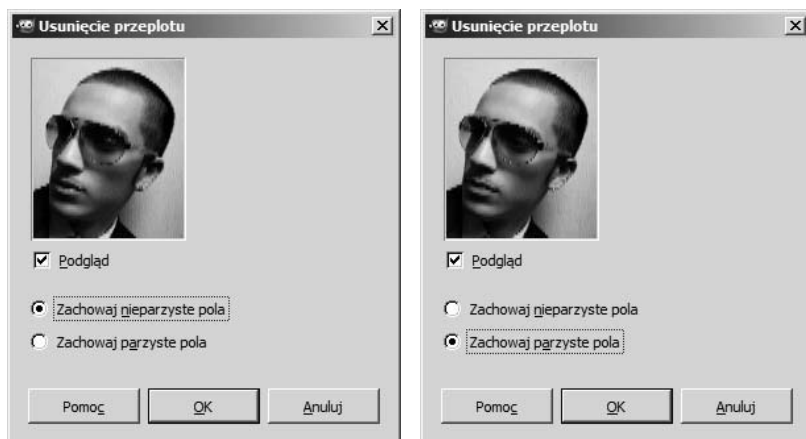 Usunięcie przeplotu
Podgląd
Zachowaj nieparzyste pola
Zachowaj parzyste pola
Pomoc
OK
Anuluj
Usunięcie przeplotu
Podgląd
Zachowaj nieparzyste pola
Zachowaj parzyste pola
Pomoc
OK
Anuluj